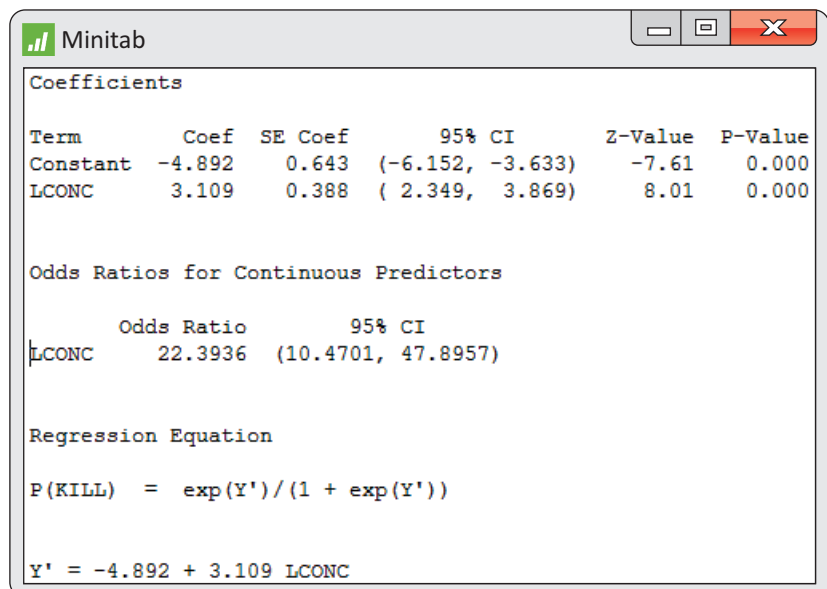 Minitab
Coefficients
Term Coef SE Coef 95% CI Z-Value P-Value
Constant -4.892 0.643 (-6.152, -3.633) -7.61 0.000
LCONC 3.109 0.388 ( 2.349, 3.869) 8.01 0.000
Odds Ratios for Continuous Predictors
Odds Ratio 95% CI
LCONC 22.3936 (10.4701, 47.8957)
Regression Equation
P(KILL) = exp(Y')/(1 + exp(Y'))
Y' = -4.892 + 3.109 LCONC